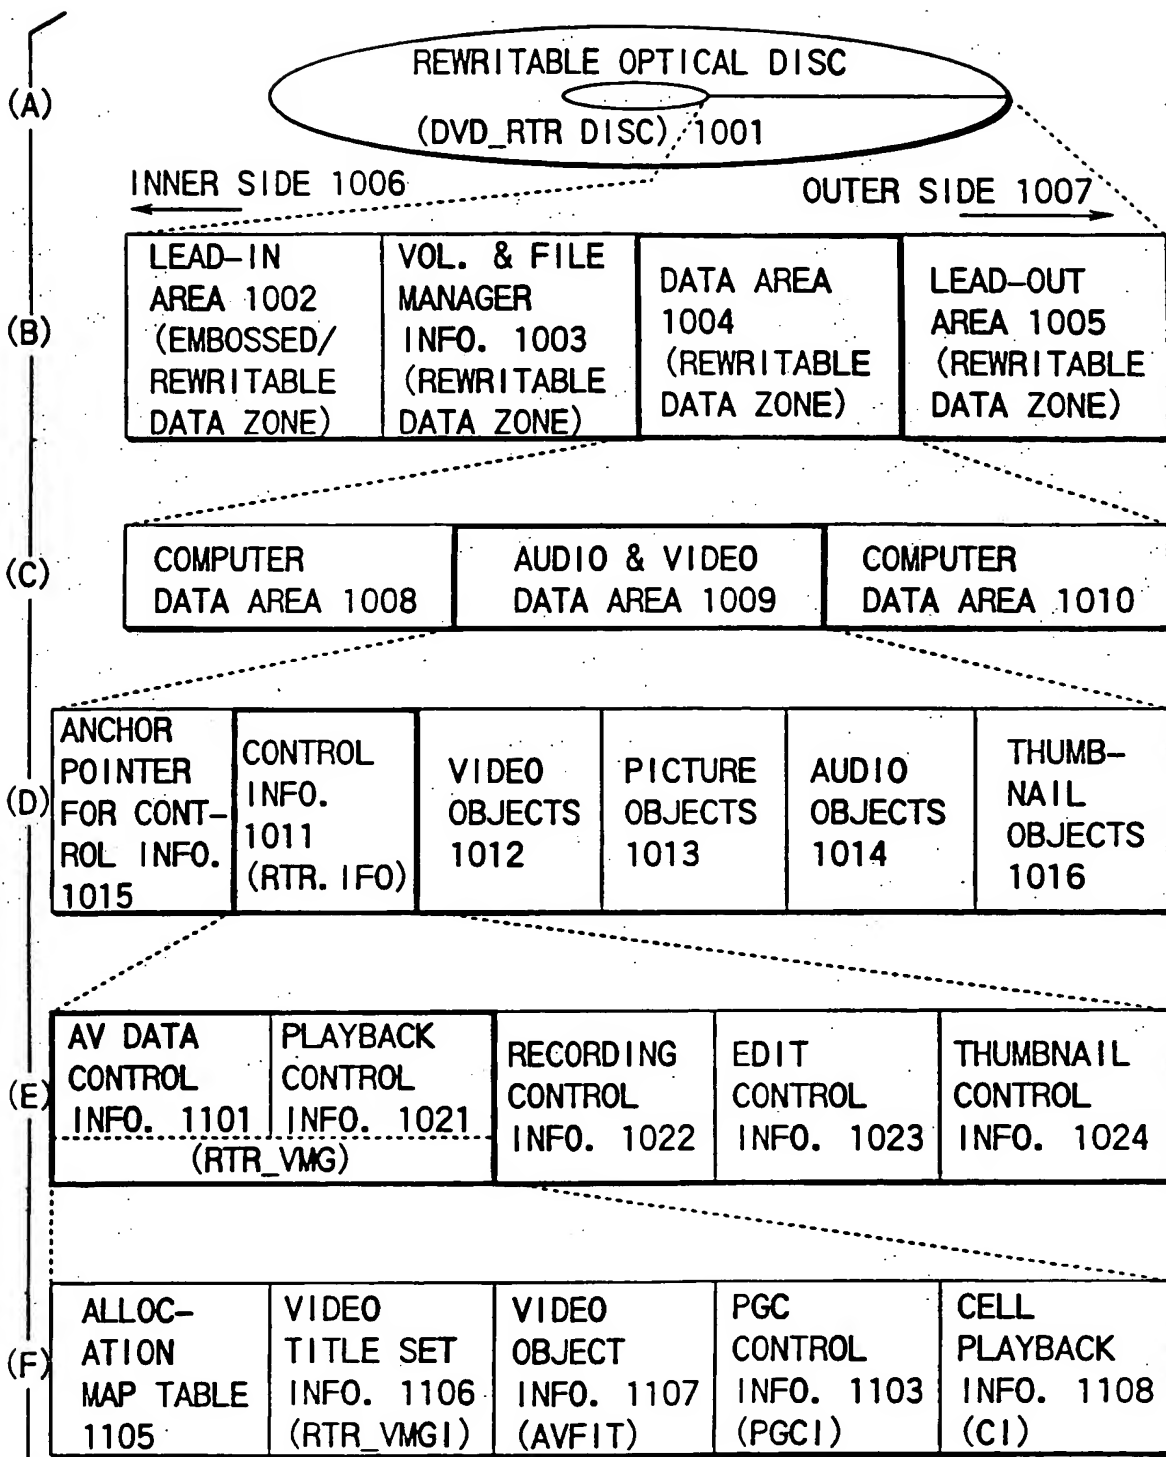 (A)
REWRITABLE OPTICAL DISC
(DVD_RTR DISC) 1001
INNER SIDE 1006
OUTER SIDE 1007
(B)
LEAD-IN
AREA 1002
(EMBOSSED/
REWRITABLE
DATA ZONE)
VOL. & FILE
MANAGER
INFO. 1003
(REWRITABLE
DATA ZONE)
DATA AREA
1004
(REWRITABLE
DATA ZONE)
LEAD-OUT
AREA 1005
(REWRITABLE
DATA ZONE)
(C)
COMPUTER
DATA AREA 1008
AUDIO & VIDEO
DATA AREA 1009
COMPUTER
DATA AREA 1010
(D)
ANCHOR
POINTER
FOR CONT-
ROL INFO.
1015
CONTROL
INFO.
1011
(RTR.IFO)
VIDEO
OBJECTS
1012
PICTURE
OBJECTS
1013
AUDIO
OBJECTS
1014
THUMB-
NAIL
OBJECTS
1016
(E)
AV DATA
CONTROL
INFO. 1101
PLAYBACK
CONTROL
INFO. 1021
(RTR_VMG)
RECORDING
CONTROL
INFO. 1022
EDIT
CONTROL
INFO. 1023
THUMBNAIL
CONTROL
INFO. 1024
(F)
ALLOC-
ATION
MAP TABLE
1105
VIDEO
TITLE SET
INFO. 1106
(RTR_VMGI)
VIDEO
OBJECT
INFO. 1107
(AVFIT)
PGC
CONTROL
INFO. 1103
(PGCI)
CELL
PLAYBACK
INFO. 1108
(CI)